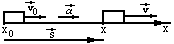 v₀ a v
x₀ x x
s